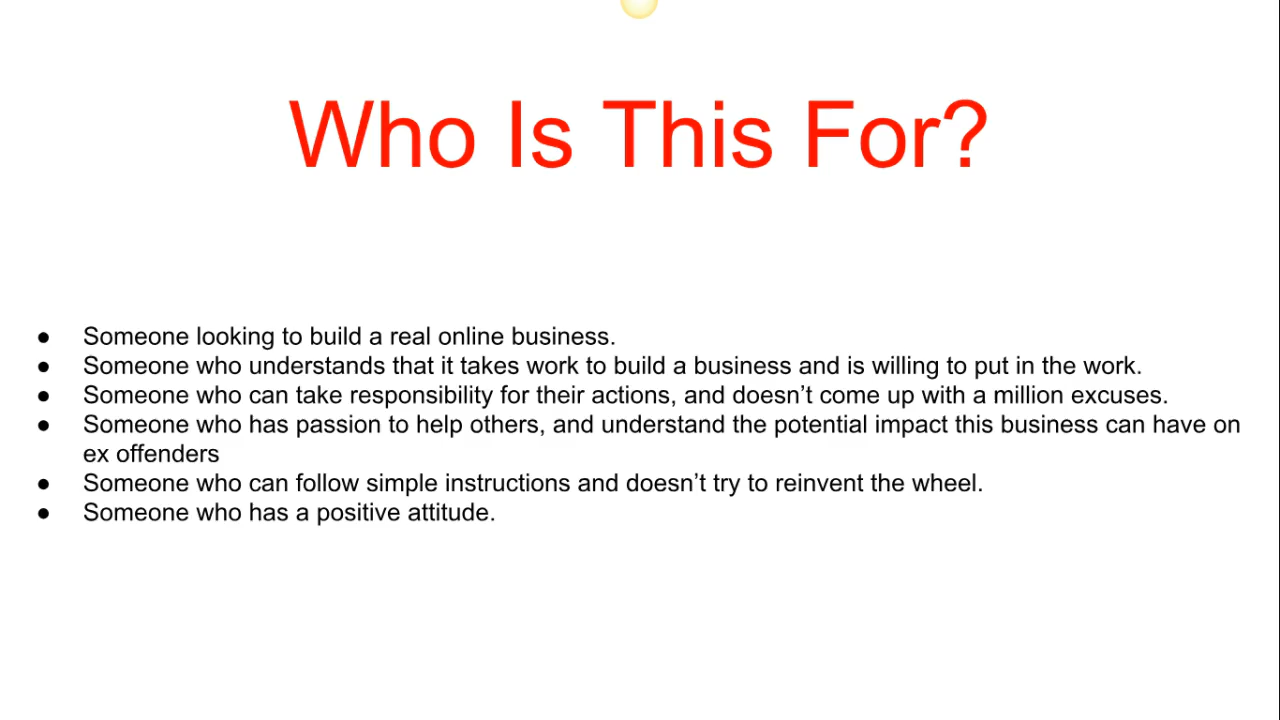 Who Is This For?
● Someone looking to build a real online business.
● Someone who understands that it takes work to build a business and is willing to put in the work.
● Someone who can take responsibility for their actions, and doesn’t come up with a million excuses.
● Someone who has passion to help others, and understand the potential impact this business can have on
ex offenders
● Someone who can follow simple instructions and doesn’t try to reinvent the wheel.
● Someone who has a positive attitude.